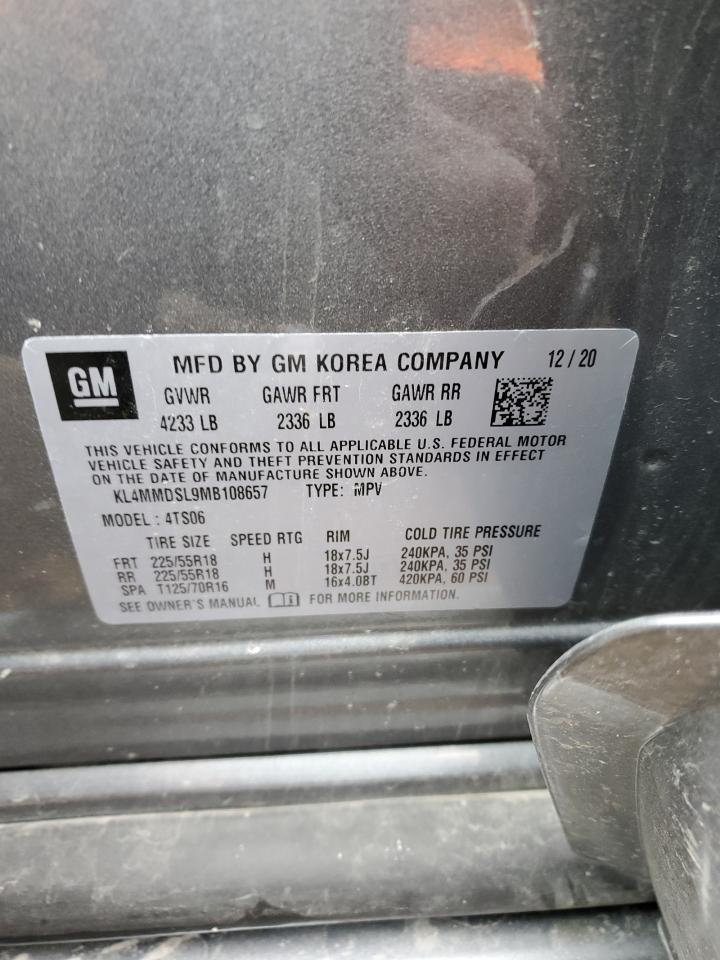 GM MFD BY GM KOREA COMPANY 12 / 20
GVWR GAWR FRT GAWR RR
4233 LB 2336 LB 2336 LB
THIS VEHICLE CONFORMS TO ALL APPLICABLE U.S. FEDERAL MOTOR
VEHICLE SAFETY AND THEFT PREVENTION STANDARDS IN EFFECT
ON THE DATE OF MANUFACTURE SHOWN ABOVE.
KL4MMDSL9MB108657 TYPE: MPV
MODEL : 4TS06
TIRE SIZE SPEED RTG RIM COLD TIRE PRESSURE
FRT 225/55R18 H 18x7.5J 240KPA, 35 PSI
RR 225/55R18 H 18x7.5J 240KPA, 35 PSI
SPA T125/70R16 M 16x4.0BT 420KPA, 60 PSI
SEE OWNER'S MANUAL FOR MORE INFORMATION.